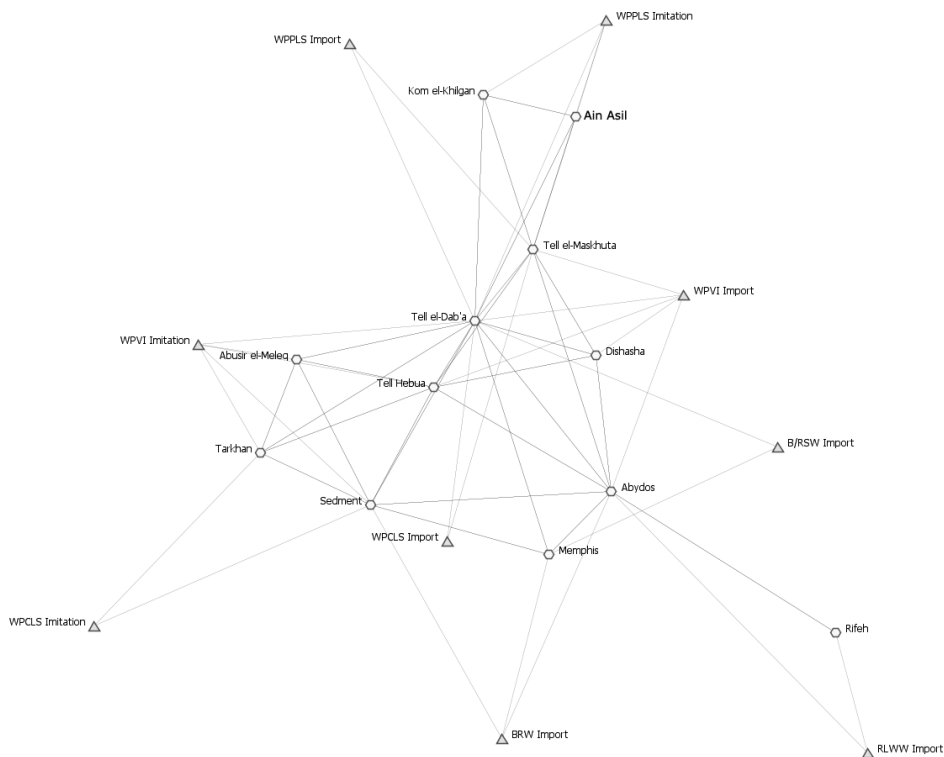 WPPLS Imitation
WPPLS Import
Kom el-Khilgan
Ain Asil
Tell el-Maskhuta
WPVI Import
Tell el-Dab'a
WPVI Imitation
Abusir el-Meleq
Dishasha
Tell Hebua
B/RSW Import
Tarkhan
Abydos
Sedment
WPCLS Import
Memphis
WPCLS Imitation
Rifeh
BRW Import
RLWW Import